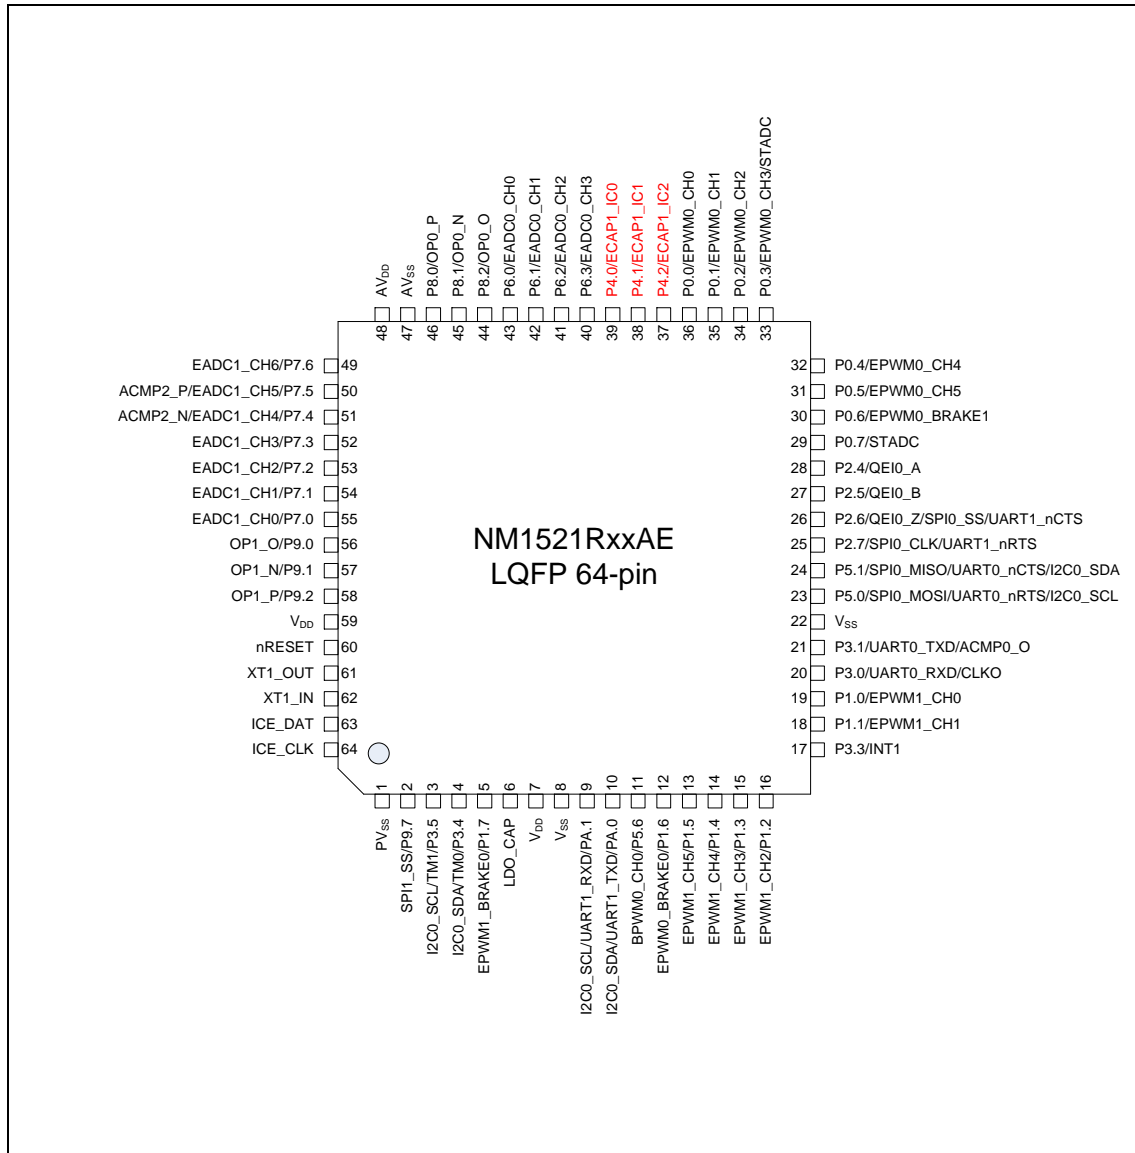 AVDD
AVSS
P8.0/OP0_P
P8.1/OP0_N
P8.2/OP0_O
P6.0/EADC0_CH0
P6.1/EADC0_CH1
P6.2/EADC0_CH2
P6.3/EADC0_CH3
P4.0/ECAP1_IC0
P4.1/ECAP1_IC1
P4.2/ECAP1_IC2
P0.0/EPWM0_CH0
P0.1/EPWM0_CH1
P0.2/EPWM0_CH2
P0.3/EPWM0_CH3/STADC
48 47 46 45 44 43 42 41 40 39 38 37 36 35 34 33
EADC1_CH6/P7.6 49
ACMP2_P/EADC1_CH5/P7.5 50
ACMP2_N/EADC1_CH4/P7.4 51
EADC1_CH3/P7.3 52
EADC1_CH2/P7.2 53
EADC1_CH1/P7.1 54
EADC1_CH0/P7.0 55
OP1_O/P9.0 56
OP1_N/P9.1 57
OP1_P/P9.2 58
VDD 59
nRESET 60
XT1_OUT 61
XT1_IN 62
ICE_DAT 63
ICE_CLK 64
NM1521RxxAE
LQFP 64-pin
32 P0.4/EPWM0_CH4
31 P0.5/EPWM0_CH5
30 P0.6/EPWM0_BRAKE1
29 P0.7/STADC
28 P2.4/QEI0_A
27 P2.5/QEI0_B
26 P2.6/QEI0_Z/SPI0_SS/UART1_nCTS
25 P2.7/SPI0_CLK/UART1_nRTS
24 P5.1/SPI0_MISO/UART0_nCTS/I2C0_SDA
23 P5.0/SPI0_MOSI/UART0_nRTS/I2C0_SCL
22 VSS
21 P3.1/UART0_TXD/ACMP0_O
20 P3.0/UART0_RXD/CLKO
19 P1.0/EPWM1_CH0
18 P1.1/EPWM1_CH1
17 P3.3/INT1
1 2 3 4 5 6 7 8 9 10 11 12 13 14 15 16
PVSS
SPI1_SS/P9.7
I2C0_SCL/TM1/P3.5
I2C0_SDA/TM0/P3.4
EPWM1_BRAKE0/P1.7
LDO_CAP
VDD
VSS
I2C0_SCL/UART1_RXD/PA.1
I2C0_SDA/UART1_TXD/PA.0
BPWM0_CH0/P5.6
EPWM0_BRAKE0/P1.6
EPWM1_CH5/P1.5
EPWM1_CH4/P1.4
EPWM1_CH3/P1.3
EPWM1_CH2/P1.2